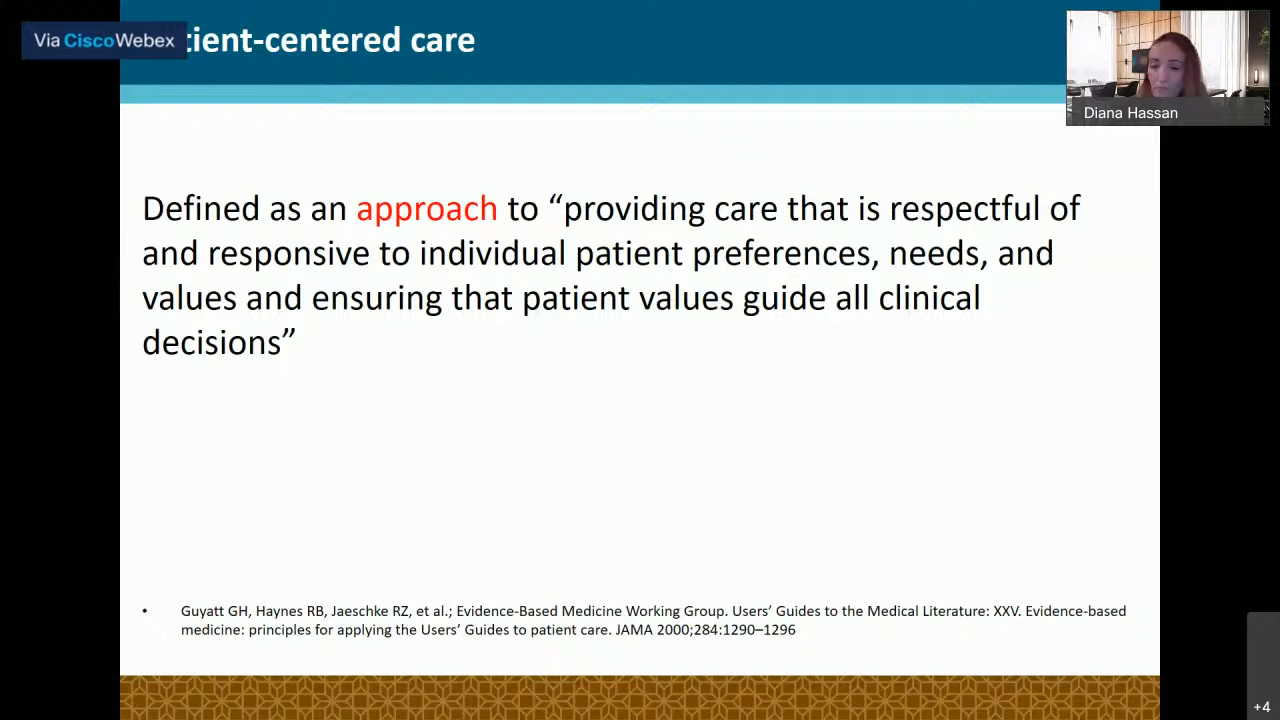 Via CiscoWebex
tient-centered care
Diana Hassan
Defined as an approach to “providing care that is respectful of
and responsive to individual patient preferences, needs, and
values and ensuring that patient values guide all clinical
decisions”
• Guyatt GH, Haynes RB, Jaeschke RZ, et al.; Evidence-Based Medicine Working Group. Users’ Guides to the Medical Literature: XXV. Evidence-based
medicine: principles for applying the Users’ Guides to patient care. JAMA 2000;284:1290–1296
+4